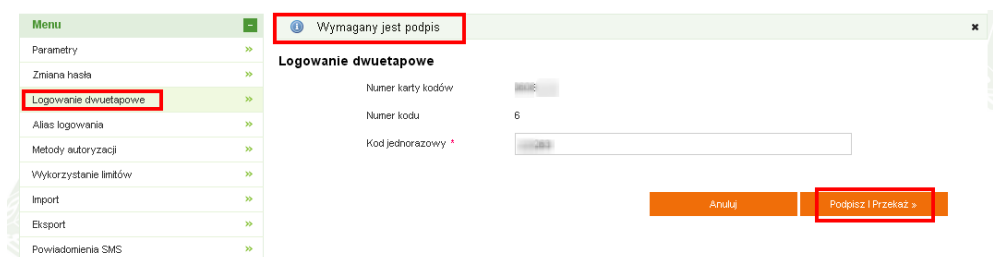 Menu
Parametry
Zmiana hasła
Logowanie dwuetapowe
Alias logowania
Metody autoryzacji
Wykorzystanie limitów
Import
Eksport
Powiadomienia SMS
Wymagany jest podpis
Logowanie dwuetapowe
Numer karty kodów
Numer kodu 6
Kod jednorazowy *
Anuluj Podpisz I Przekaż »